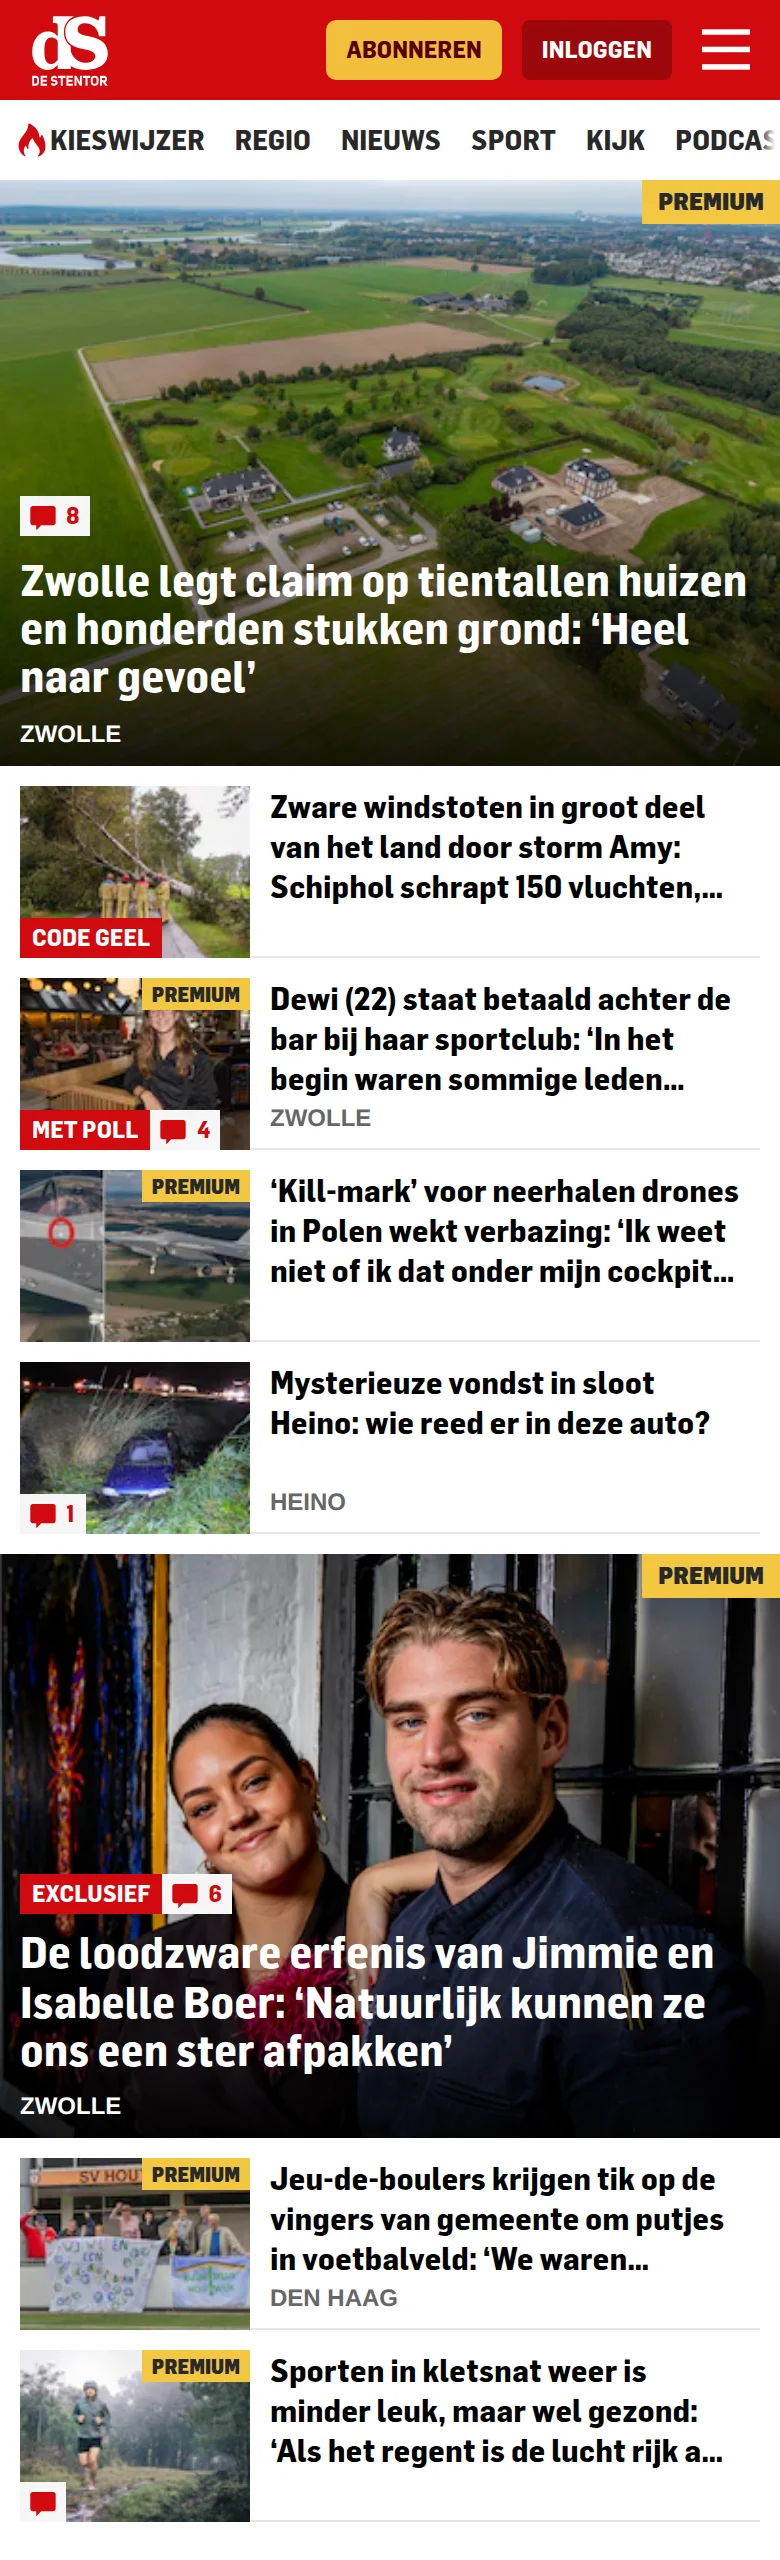 dS
DE STENTOR
ABONNEREN
INLOGGEN
KIESWIJZER REGIO NIEUWS SPORT KIJK PODCAS
PREMIUM
8
Zwolle legt claim op tientallen huizen
en honderden stukken grond: ‘Heel
naar gevoel’
ZWOLLE
CODE GEEL
Zware windstoten in groot deel
van het land door storm Amy:
Schiphol schrapt 150 vluchten,...
PREMIUM
MET POLL
4
Dewi (22) staat betaald achter de
bar bij haar sportclub: ‘In het
begin waren sommige leden...
ZWOLLE
PREMIUM
‘Kill-mark’ voor neerhalen drones
in Polen wekt verbazing: ‘Ik weet
niet of ik dat onder mijn cockpit...
1
Mysterieuze vondst in sloot
Heino: wie reed er in deze auto?
HEINO
PREMIUM
EXCLUSIEF
6
De loodzware erfenis van Jimmie en
Isabelle Boer: ‘Natuurlijk kunnen ze
ons een ster afpakken’
ZWOLLE
SV HOU
PREMIUM
Jeu-de-boulers krijgen tik op de
vingers van gemeente om putjes
in voetbalveld: ‘We waren...
DEN HAAG
PREMIUM
Sporten in kletsnat weer is
minder leuk, maar wel gezond:
‘Als het regent is de lucht rijk a...